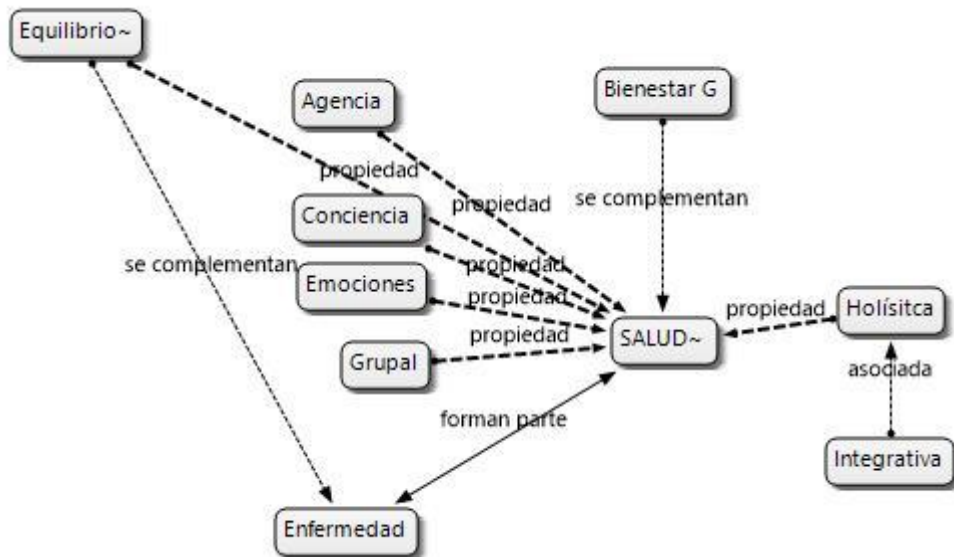 Equilibrio~
Agencia
Bienestar G
propiedad
propiedad
se complementan
Conciencia
se complementan
propiedad
Emociones
propiedad
propiedad
Holísitca
propiedad
SALUD~
Grupal
asociada
forman parte
Integrativa
Enfermedad